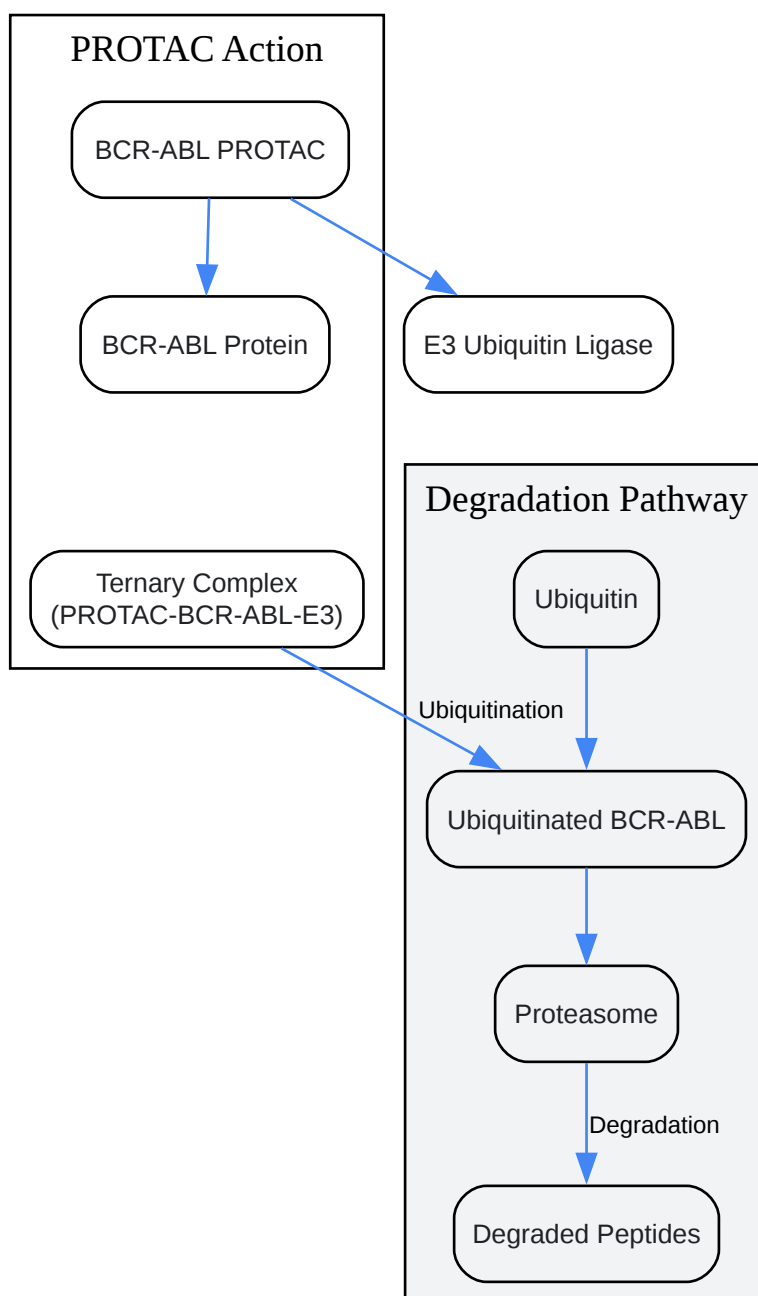 PROTAC Action
BCR-ABL PROTAC
BCR-ABL Protein
E3 Ubiquitin Ligase
Degradation Pathway
Ternary Complex
(PROTAC-BCR-ABL-E3)
Ubiquitin
Ubiquitination
Ubiquitinated BCR-ABL
Proteasome
Degradation
Degraded Peptides